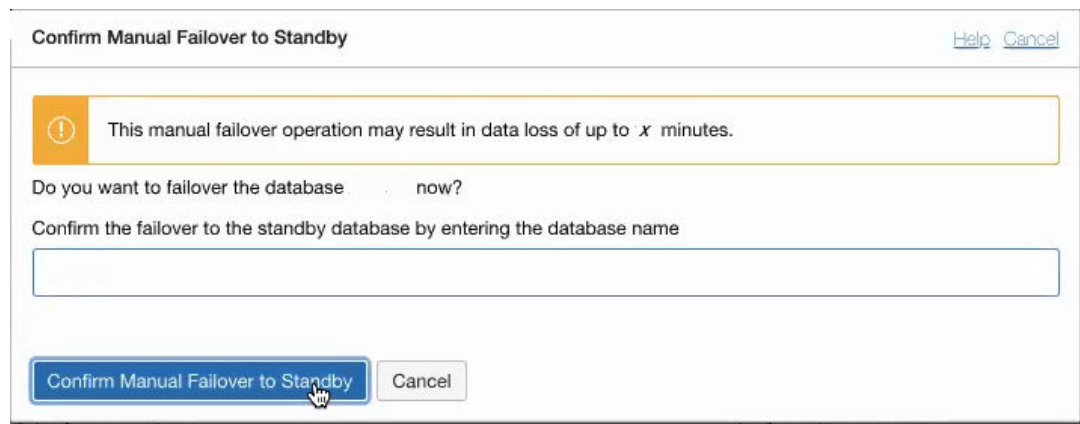 Confirm Manual Failover to Standby
Help Cancel
This manual failover operation may result in data loss of up to x minutes.
Do you want to failover the database now?
Confirm the failover to the standby database by entering the database name
Confirm Manual Failover to Standby
Cancel